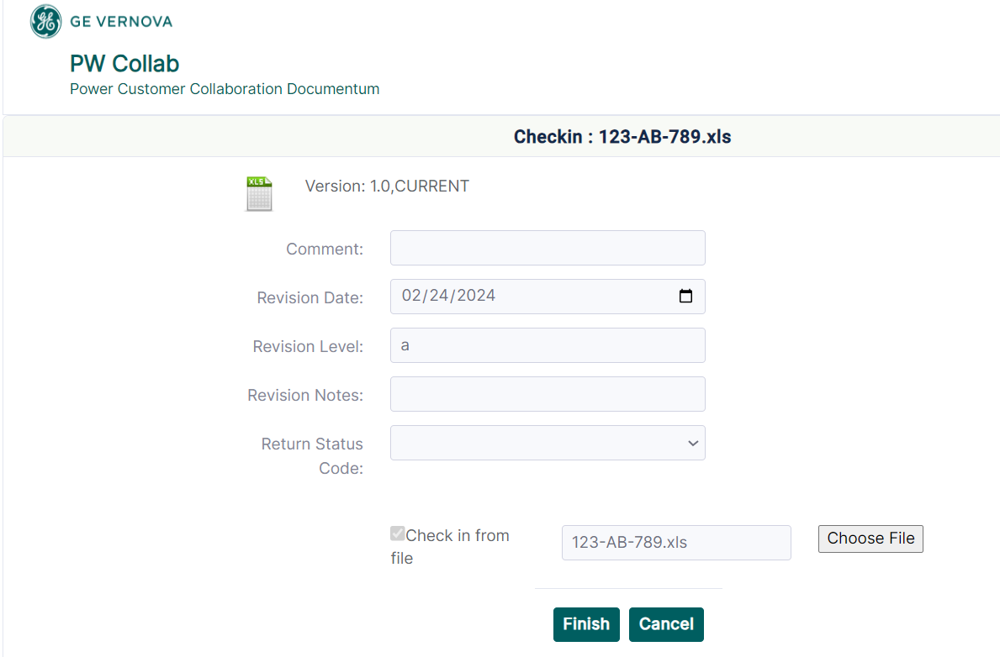 GE VERNOVA
PW Collab
Power Customer Collaboration Documentum
Checkin : 123-AB-789.xls
XLS
Version: 1.0,CURRENT
Comment:
Revision Date: 02/24/2024
Revision Level: a
Revision Notes:
Return Status
Code:
Check in from
file
123-AB-789.xls
Choose File
Finish Cancel